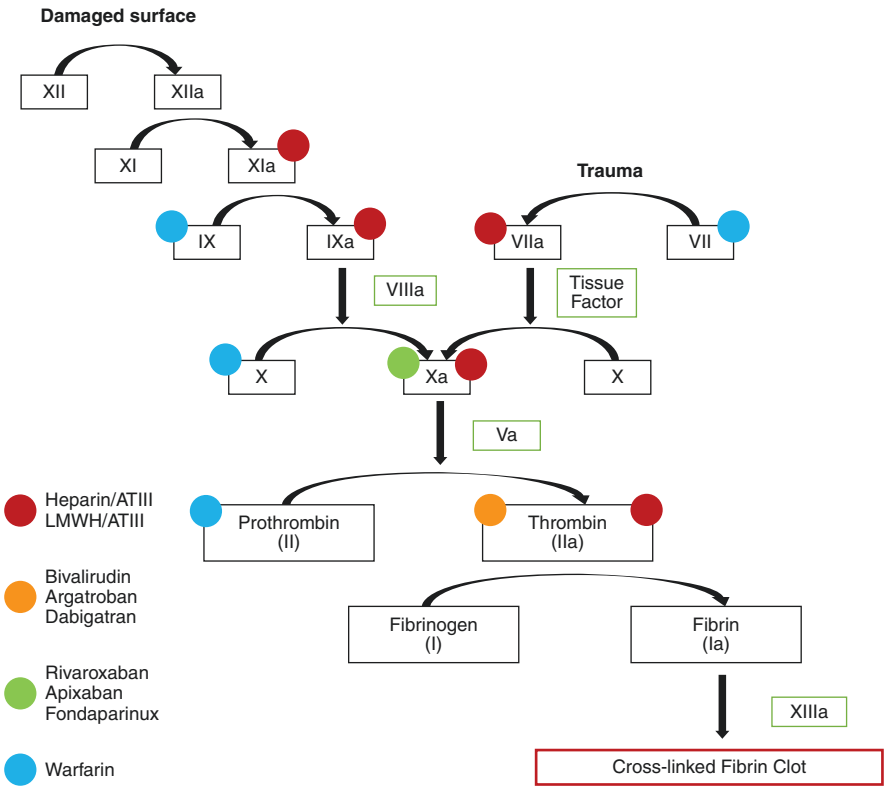 Damaged surface
XII
XIIa
XI
XIa
Trauma
IX
IXa
VIIa
VII
VIIIa
Tissue
Factor
X
Xa
X
Va
Heparin/ATIII
LMWH/ATIII
Prothrombin
(II)
Thrombin
(IIa)
Bivalirudin
Argatroban
Dabigatran
Fibrinogen
(I)
Fibrin
(Ia)
Rivaroxaban
Apixaban
Fondaparinux
XIIIa
Warfarin
Cross-linked Fibrin Clot